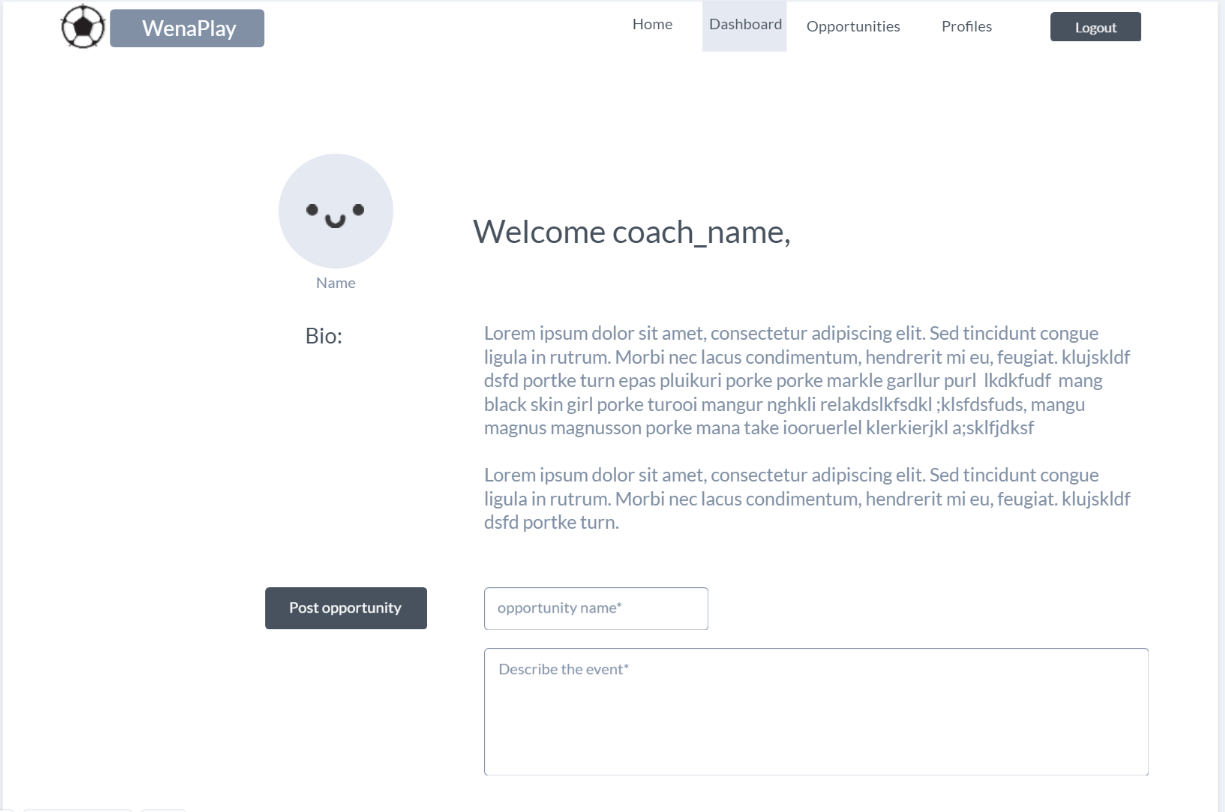 WenaPlay
Home
Dashboard
Opportunities
Profiles
Logout
Welcome coach_name,
Name
Bio:
Lorem ipsum dolor sit amet, consectetur adipiscing elit. Sed tincidunt congue
ligula in rutrum. Morbi nec lacus condimentum, hendrerit mi eu, feugiat. klujskldf
dsfd portke turn epas pluikuri porke porke markle garllur purl lkdkfudf mang
black skin girl porke turooi mangur nghkli relakdslkfsdkl ;klsfdsfuds, mangu
magnus magnusson porke mana take iooruerlel klerkierjkl a;sklfjdksf
Lorem ipsum dolor sit amet, consectetur adipiscing elit. Sed tincidunt congue
ligula in rutrum. Morbi nec lacus condimentum, hendrerit mi eu, feugiat. klujskldf
dsfd portke turn.
Post opportunity
opportunity name*
Describe the event*